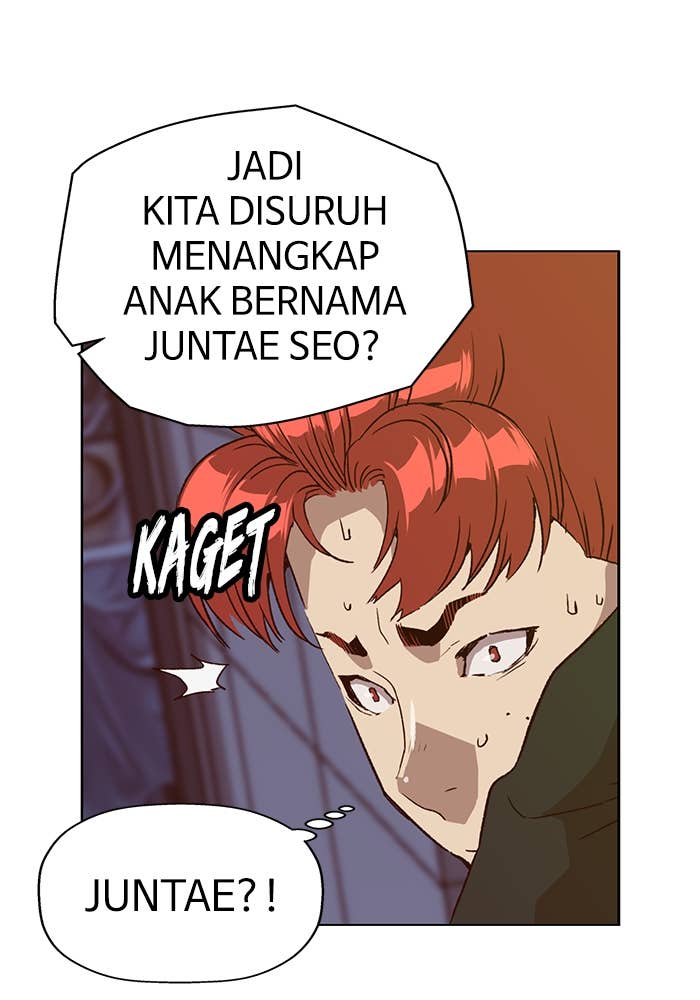 JADI
KITA DISURUH
MENANGKAP
ANAK BERNAMA
JUNTAE SEO?
KAGET
JUNTAE?!